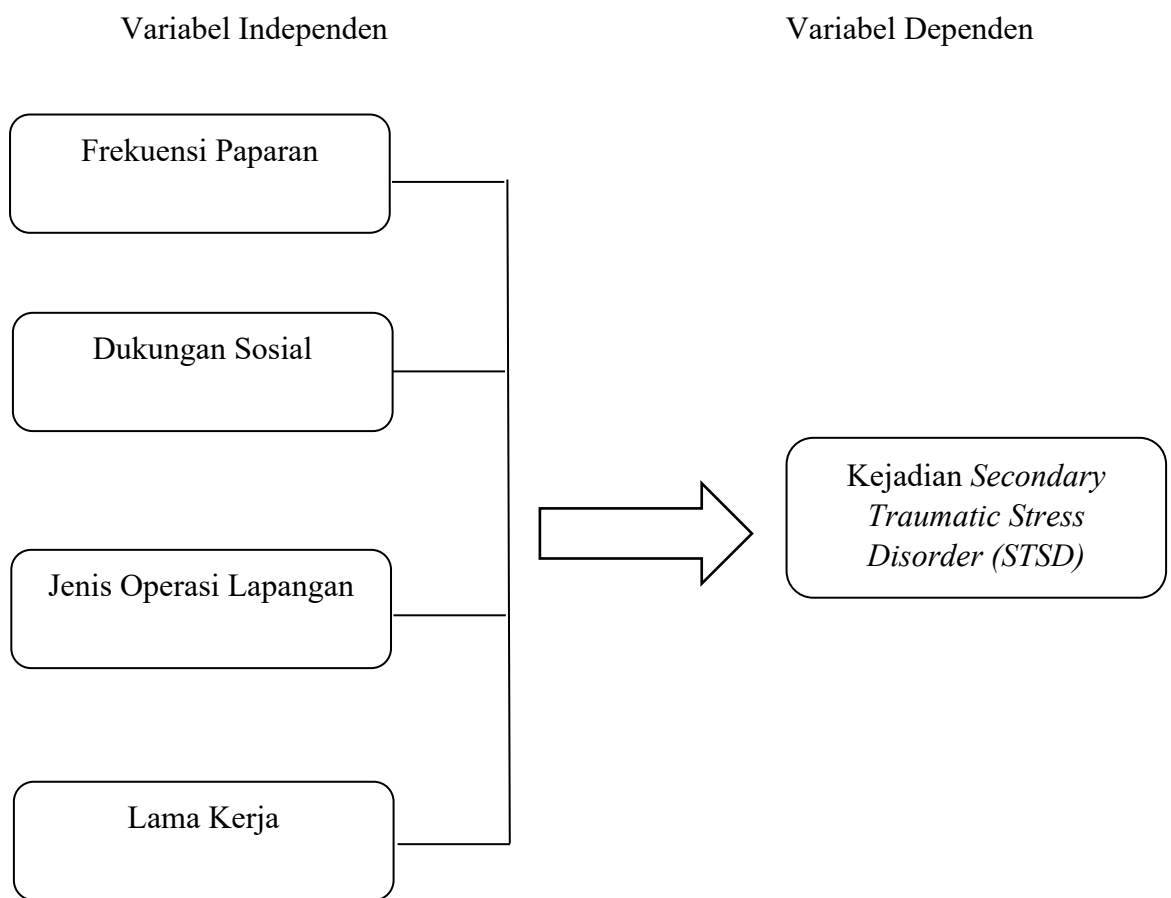 Variabel Independen
Variabel Dependen
Frekuensi Paparan
Dukungan Sosial
Jenis Operasi Lapangan
Lama Kerja
Kejadian Secondary
Traumatic Stress
Disorder (STSD)